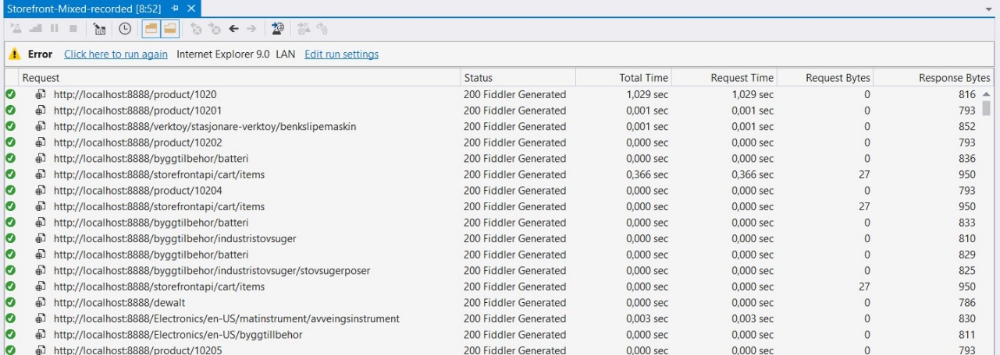 Storefront-Mixed-recorded [8:52]
Error Click here to run again Internet Explorer 9.0 LAN Edit run settings
Request Status Total Time Request Time Request Bytes Response Bytes
http://localhost:8888/product/1020 200 Fiddler Generated 1,029 sec 1,029 sec 0 816
http://localhost:8888/product/10201 200 Fiddler Generated 0,001 sec 0,001 sec 0 793
http://localhost:8888/verktoy/stasjonare-verktoy/benkslipemaskin 200 Fiddler Generated 0,001 sec 0,001 sec 0 852
http://localhost:8888/product/10202 200 Fiddler Generated 0,000 sec 0,000 sec 0 793
http://localhost:8888/byggtilbehor/batteri 200 Fiddler Generated 0,000 sec 0,000 sec 0 836
http://localhost:8888/storefrontapi/cart/items 200 Fiddler Generated 0,366 sec 0,366 sec 27 950
http://localhost:8888/product/10204 200 Fiddler Generated 0,000 sec 0,000 sec 0 793
http://localhost:8888/storefrontapi/cart/items 200 Fiddler Generated 0,000 sec 0,000 sec 27 950
http://localhost:8888/byggtilbehor/batteri 200 Fiddler Generated 0,000 sec 0,000 sec 0 833
http://localhost:8888/byggtilbehor/industristovsuger 200 Fiddler Generated 0,000 sec 0,000 sec 0 810
http://localhost:8888/byggtilbehor/batteri 200 Fiddler Generated 0,000 sec 0,000 sec 0 829
http://localhost:8888/byggtilbehor/industristovsuger/stovsugerposer 200 Fiddler Generated 0,000 sec 0,000 sec 0 825
http://localhost:8888/storefrontapi/cart/items 200 Fiddler Generated 0,000 sec 0,000 sec 27 950
http://localhost:8888/dewalt 200 Fiddler Generated 0,000 sec 0,000 sec 0 786
http://localhost:8888/Electronics/en-US/matinstrument/avveingsinstrument 200 Fiddler Generated 0,003 sec 0,003 sec 0 830
http://localhost:8888/Electronics/en-US/byggtillbehor 200 Fiddler Generated 0,000 sec 0,000 sec 0 811
http://localhost:8888/product/10205 200 Fiddler Generated 0,000 sec 0,000 sec 0 793